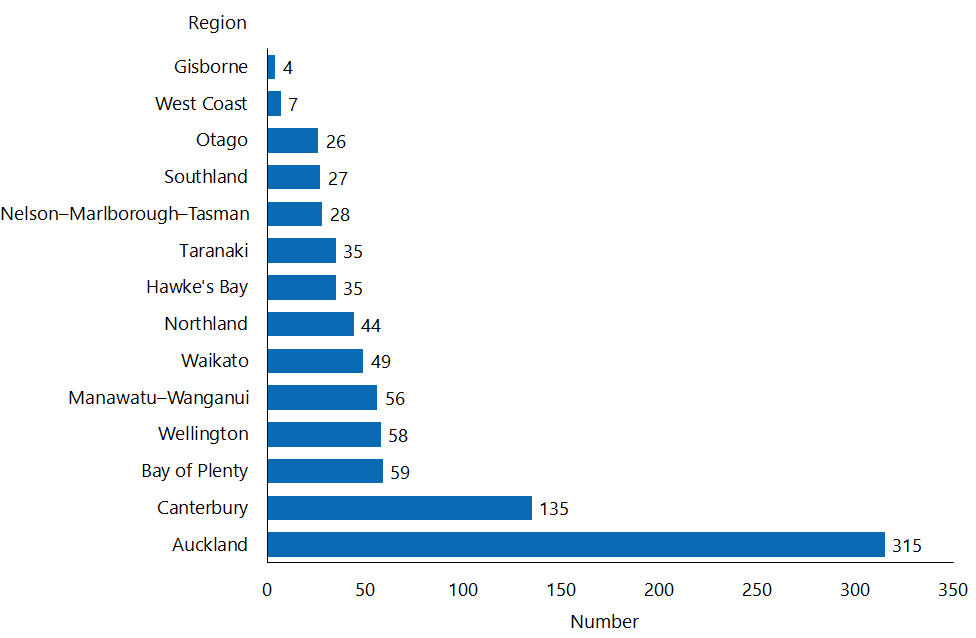 Region
Gisborne 4
West Coast 7
Otago 26
Southland 27
Nelson–Marlborough–Tasman 28
Taranaki 35
Hawke's Bay 35
Northland 44
Waikato 49
Manawatu–Wanganui 56
Wellington 58
Bay of Plenty 59
Canterbury 135
Auckland 315
0 50 100 150 200 250 300 350
Number